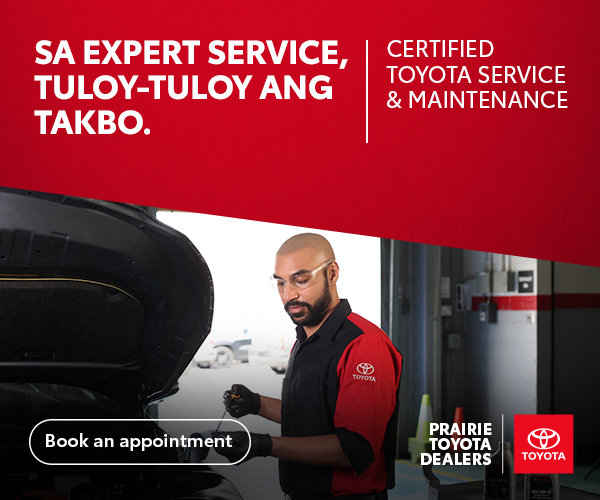 SA EXPERT SERVICE,
TULOY-TULOY ANG
TAKBO.
CERTIFIED
TOYOTA SERVICE
& MAINTENANCE
TOYOTA
Book an appointment
PRAIRIE
TOYOTA
DEALERS
TOYOTA